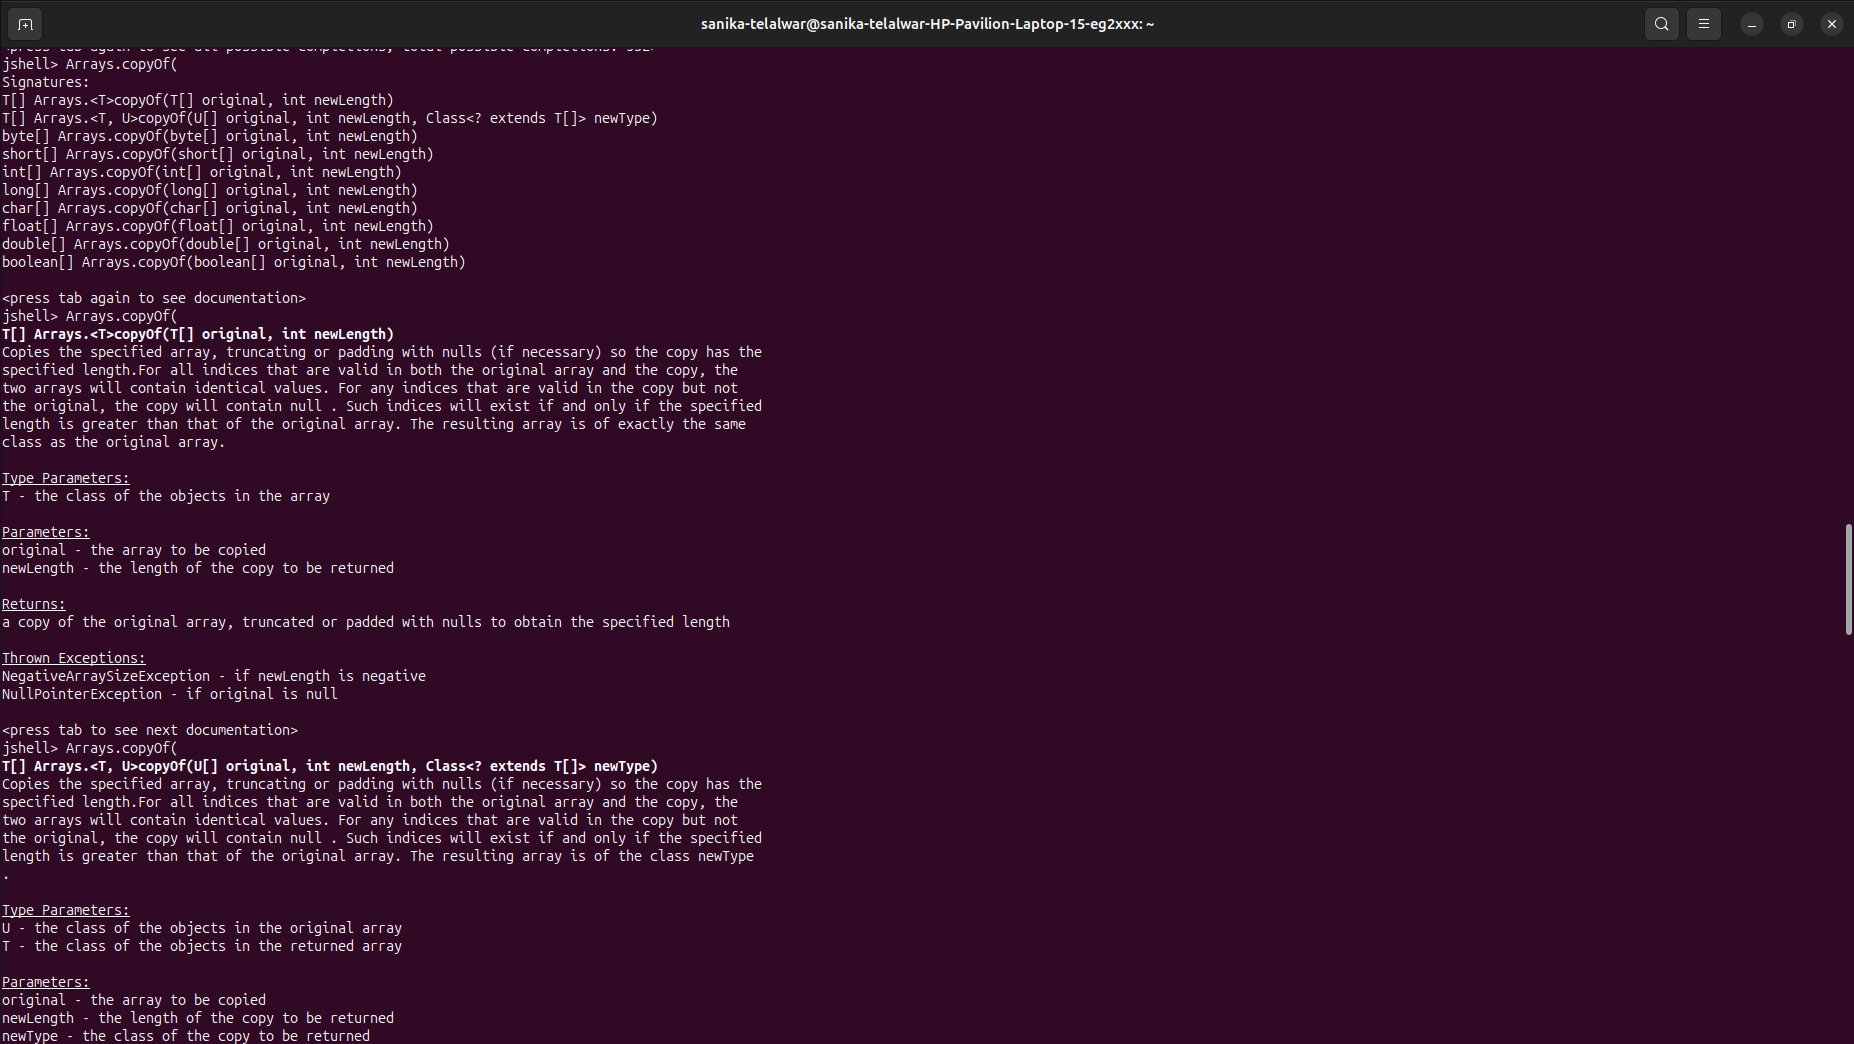 sanika-telalwar@sanika-telalwar-HP-Pavilion-Laptop-15-eg2xxx: ~
<press tab again to see all possible completions; total possible completions: 552>
jshell> Arrays.copyOf(
Signatures:
T[] Arrays.<T>copyOf(T[] original, int newLength)
T[] Arrays.<T, U>copyOf(U[] original, int newLength, Class<? extends T[]> newType)
byte[] Arrays.copyOf(byte[] original, int newLength)
short[] Arrays.copyOf(short[] original, int newLength)
int[] Arrays.copyOf(int[] original, int newLength)
long[] Arrays.copyOf(long[] original, int newLength)
char[] Arrays.copyOf(char[] original, int newLength)
float[] Arrays.copyOf(float[] original, int newLength)
double[] Arrays.copyOf(double[] original, int newLength)
boolean[] Arrays.copyOf(boolean[] original, int newLength)
<press tab again to see documentation>
jshell> Arrays.copyOf(
T[] Arrays.<T>copyOf(T[] original, int newLength)
Copies the specified array, truncating or padding with nulls (if necessary) so the copy has the
specified length.For all indices that are valid in both the original array and the copy, the
two arrays will contain identical values. For any indices that are valid in the copy but not
the original, the copy will contain null . Such indices will exist if and only if the specified
length is greater than that of the original array. The resulting array is of exactly the same
class as the original array.
Type Parameters:
T - the class of the objects in the array
Parameters:
original - the array to be copied
newLength - the length of the copy to be returned
Returns:
a copy of the original array, truncated or padded with nulls to obtain the specified length
Thrown Exceptions:
NegativeArraySizeException - if newLength is negative
NullPointerException - if original is null
<press tab to see next documentation>
jshell> Arrays.copyOf(
T[] Arrays.<T, U>copyOf(U[] original, int newLength, Class<? extends T[]> newType)
Copies the specified array, truncating or padding with nulls (if necessary) so the copy has the
specified length.For all indices that are valid in both the original array and the copy, the
two arrays will contain identical values. For any indices that are valid in the copy but not
the original, the copy will contain null . Such indices will exist if and only if the specified
length is greater than that of the original array. The resulting array is of the class newType
.
Type Parameters:
U - the class of the objects in the original array
T - the class of the objects in the returned array
Parameters:
original - the array to be copied
newLength - the length of the copy to be returned
newType - the class of the copy to be returned